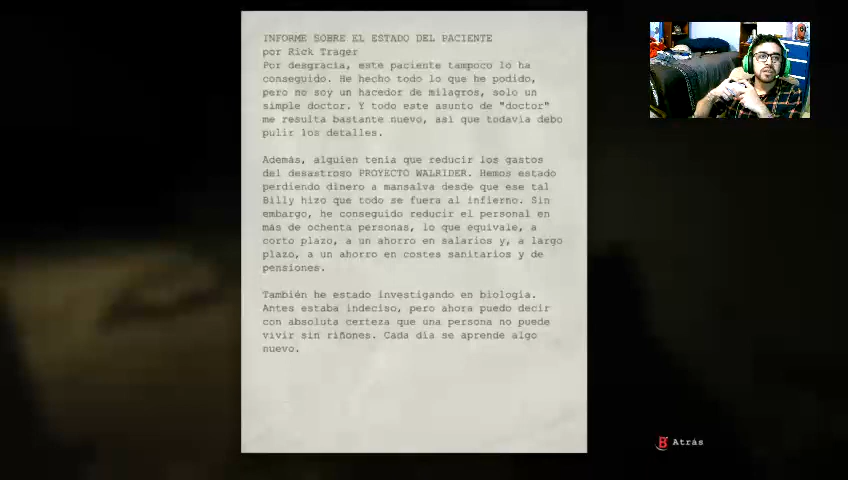 INFORME SOBRE EL ESTADO DEL PACIENTE
por Rick Trager
Por desgracia, este paciente tampoco lo ha
conseguido. He hecho todo lo que he podido,
pero no soy un hacedor de milagros, solo un
simple doctor. Y todo este asunto de "doctor"
me resulta bastante nuevo, así que todavía debo
pulir los detalles.
Además, alguien tenía que reducir los gastos
del desastroso PROYECTO WALRIDER. Hemos estado
perdiendo dinero a mansalva desde que ese tal
Billy hizo que todo se fuera al infierno. Sin
embargo, he conseguido reducir el personal en
más de ochenta personas, lo que equivale, a
corto plazo, a un ahorro en salarios y, a largo
plazo, a un ahorro en costes sanitarios y de
pensiones.
También he estado investigando en biología.
Antes estaba indeciso, pero ahora puedo decir
con absoluta certeza que una persona no puede
vivir sin riñones. Cada día se aprende algo
nuevo.
B Atrás